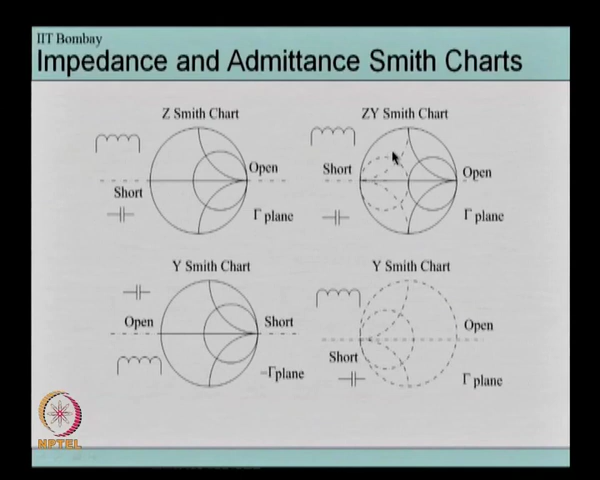 IIT Bombay
Impedance and Admittance Smith Charts
Z Smith Chart
Open
Short
Γ plane
ZY Smith Chart
Short
Open
Γ plane
Y Smith Chart
Open
Short
-Γplane
Y Smith Chart
Open
Short
Γ plane
NPTEL